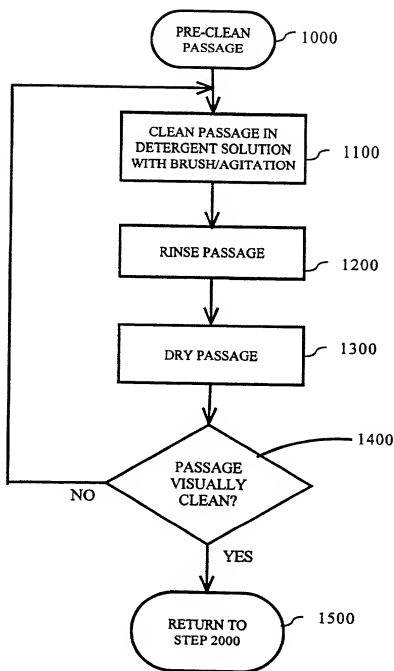 PRE-CLEAN
PASSAGE
1000
CLEAN PASSAGE IN
DETERGENT SOLUTION
WITH BRUSH/AGITATION
1100
RINSE PASSAGE
1200
DRY PASSAGE
1300
1400
PASSAGE
VISUALLY
CLEAN?
NO
YES
RETURN TO
STEP 2000
1500